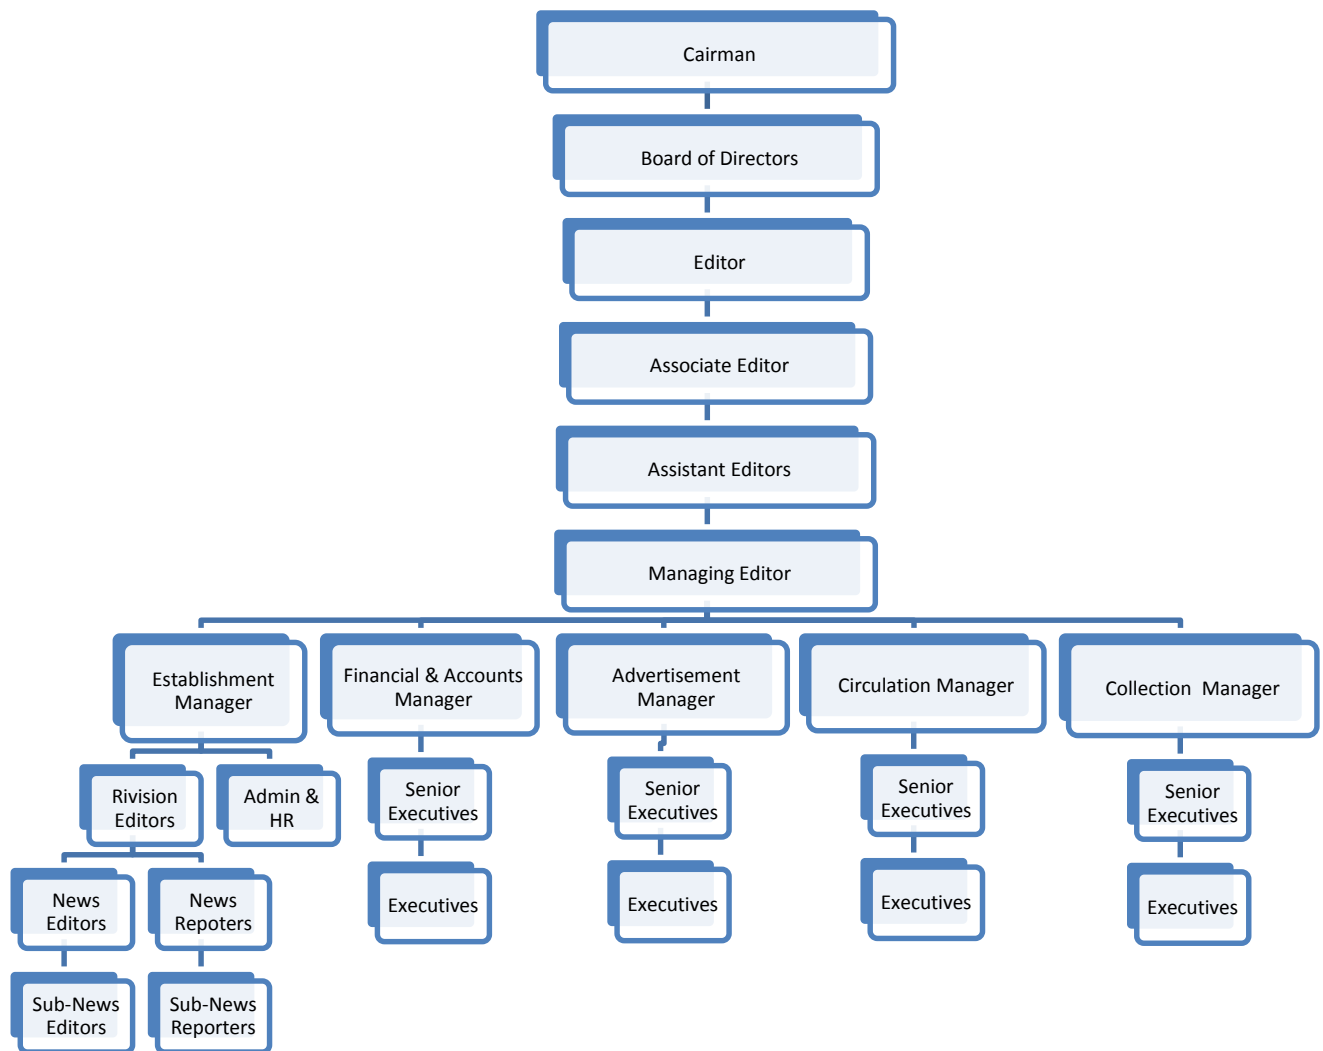 Cairman
Board of Directors
Editor
Associate Editor
Assistant Editors
Managing Editor
Establishment
Manager
Financial & Accounts
Manager
Advertisement
Manager
Circulation Manager
Collection  Manager
Rivision
Editors
Admin &
HR
Senior
Executives
Senior
Executives
Senior
Executives
Senior
Executives
News
Editors
News
Repoters
Executives
Executives
Executives
Executives
Sub-News
Editors
Sub-News
Reporters